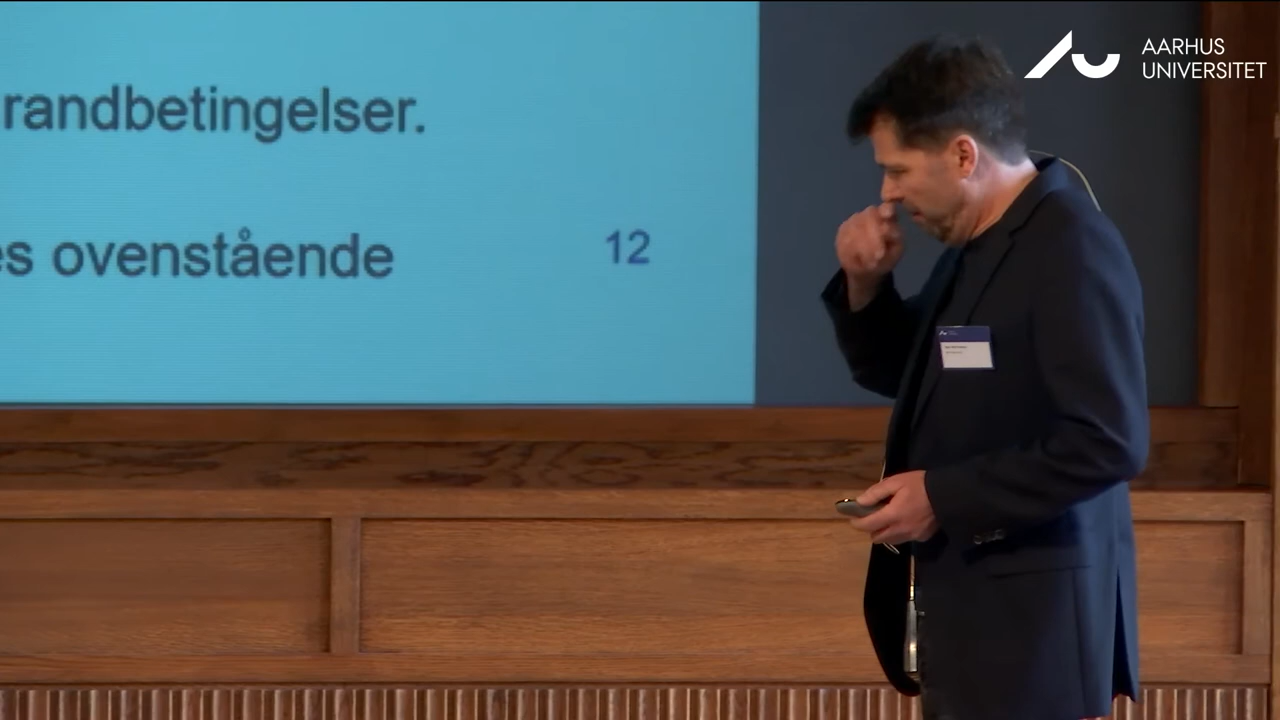 AARHUS
UNIVERSITET
randbetingelser.
es ovenstående
12